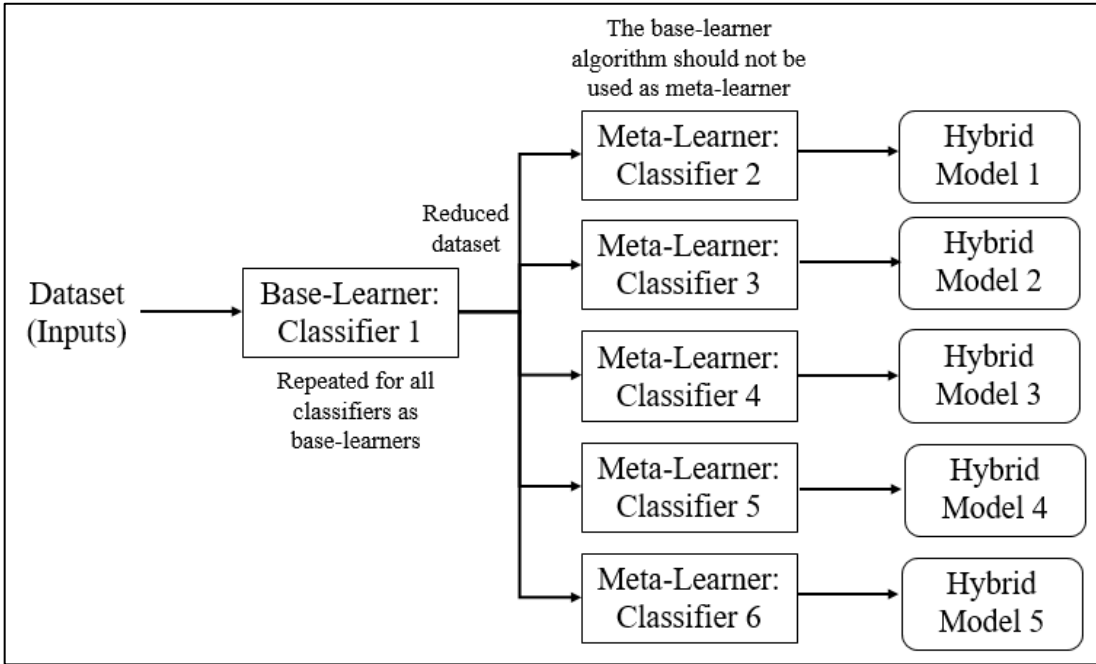 The base-learner
algorithm should not be
used as meta-learner
Meta-Learner:
Classifier 2
Hybrid
Model 1
Reduced
dataset
Meta-Learner:
Classifier 3
Hybrid
Model 2
Dataset
(Inputs)
Base-Learner:
Classifier 1
Repeated for all
classifiers as
base-learners
Meta-Learner:
Classifier 4
Hybrid
Model 3
Meta-Learner:
Classifier 5
Hybrid
Model 4
Meta-Learner:
Classifier 6
Hybrid
Model 5